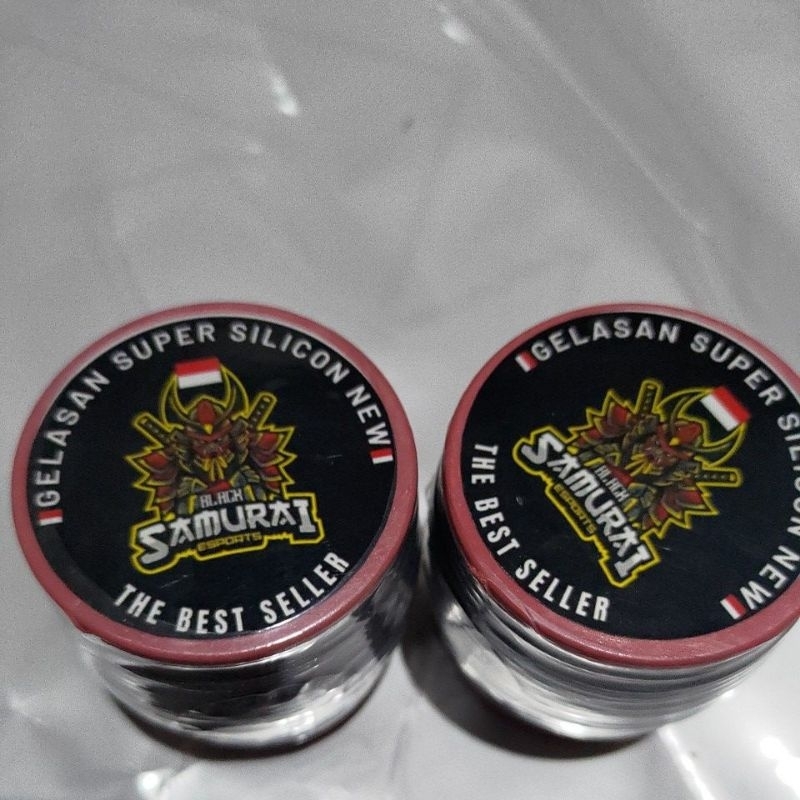 GELASAN SUPER SILICON NEW
BLACK
SAMURAI
ESPORTS
THE BEST SELLER
GELASAN SUPER SILICON NEW
BLACK
SAMURAI
ESPORTS
THE BEST SELLER